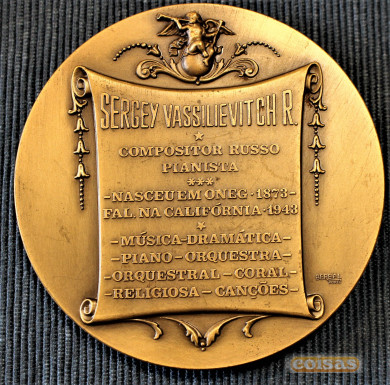 SERGEY VASSILIEVITCH R.
*
COMPOSITOR RUSSO
PIANISTA
***
-NASCEU EM ONEG·1873-
FAL. NA CALIFÓRNIA·1943
*
-MÚSICA-DRAMÁTICA-
-PIANO-ORQUESTRA-
-ORQUESTRAL-CORAL-
-RELIGIOSA-CANÇÕES-
coisas